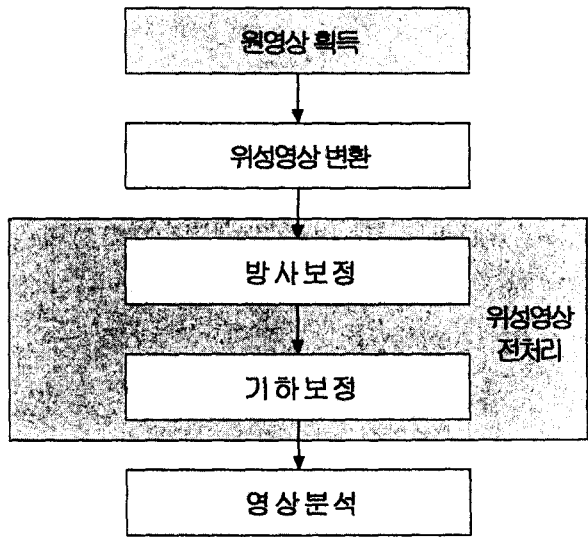 원영상 획득
위성영상 변환
방사보정
위성영상
전처리
기하보정
영상분석